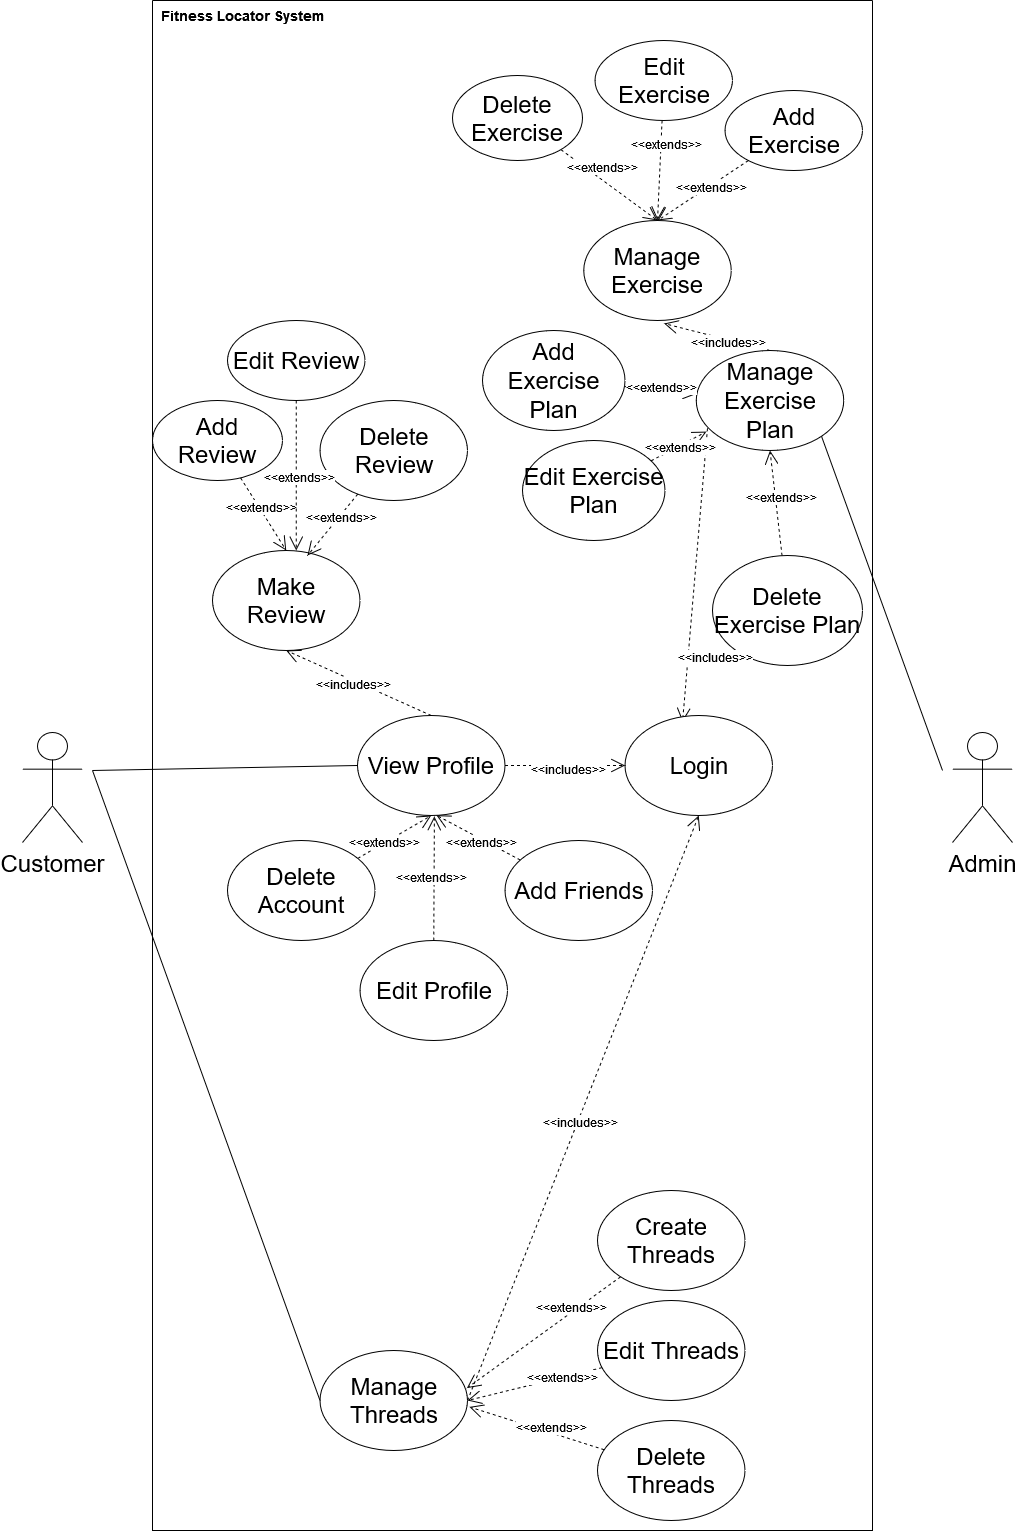 Fitness Locator System
Edit
Exercise
Delete
Exercise
Add
Exercise
<<extends>>
<<extends>>
<<extends>>
Manage
Exercise
<<includes>>
Edit Review
Add
Exercise
Plan
<<extends>>
Manage
Exercise
Plan
Add
Review
Delete
Review
<<extends>>
Edit Exercise
Plan
<<extends>>
<<extends>>
<<extends>>
<<extends>>
Make
Review
Delete
Exercise Plan
<<includes>>
<<includes>>
View Profile
<<includes>>
Login
Customer
Admin
<<extends>>
<<extends>>
<<extends>>
Delete
Account
Add Friends
Edit Profile
<<includes>>
Create
Threads
<<extends>>
Edit Threads
<<extends>>
Manage
Threads
<<extends>>
Delete
Threads